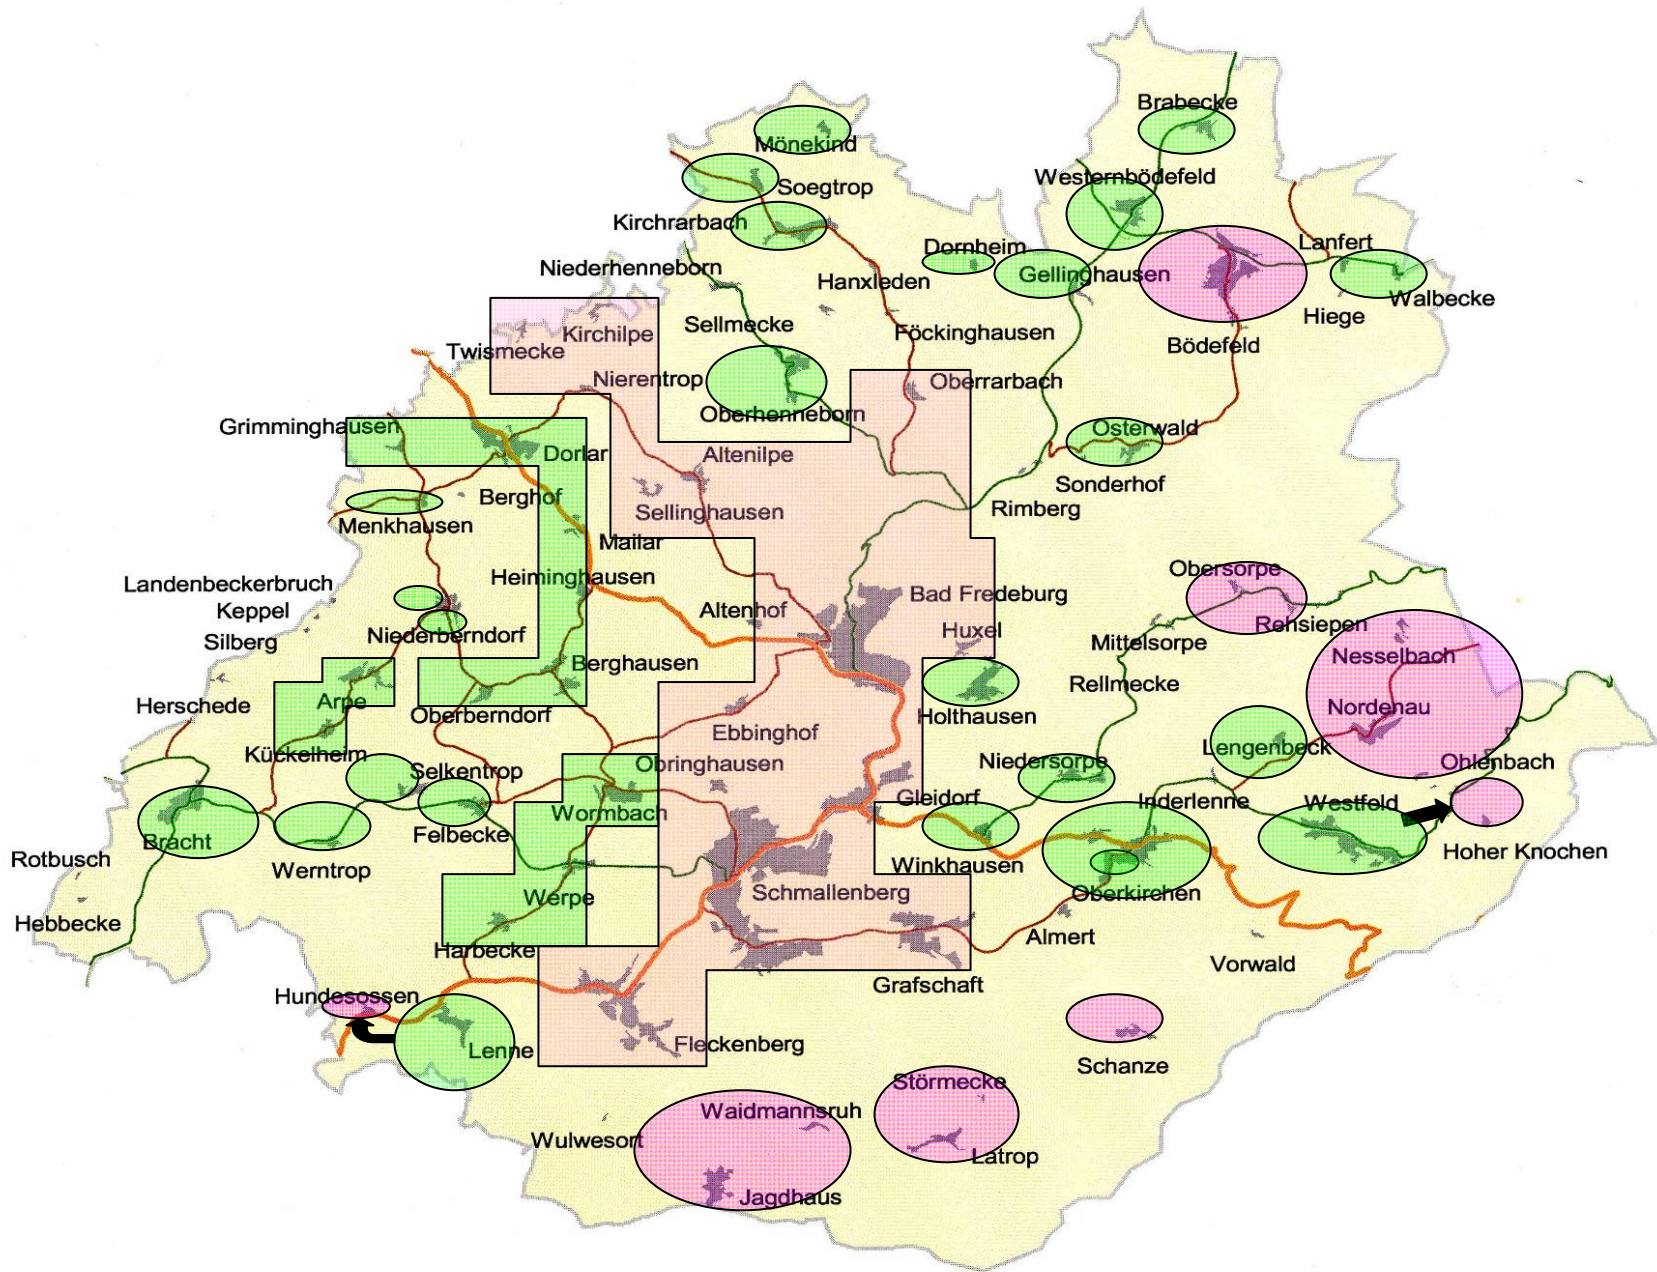 Brabecke
Mönekind
Westernbödefeld
Soegtrop
Kirchrarbach
Dornheim
Lanfert
Niederhenneborn
Gellinghausen
Hanxleden
Walbecke
Hiege
Sellmecke
Kirchilpe
Föckinghausen
Bödefeld
Twismecke
Nierentrop
Oberrarbach
Oberhenneborn
Grimminghausen
Osterwald
Dorlar
Altenilpe
Sonderhof
Berghof
Rimberg
Sellinghausen
Menkhausen
Mailar
Obersorpe
Heiminghausen
Landenbeckerbruch
Bad Fredeburg
Keppel
Altenhof
Rehsiepen
Huxel
Niederberndorf
Silberg
Mittelsorpe
Nesselbach
Berghausen
Rellmecke
Arpe
Herschede
Nordenau
Oberberndorf
Holthausen
Ebbinghof
Lengenbeck
Kückelheim
Obringhausen
Niedersorpe
Ohlenbach
Selkentrop
Gleidorf
Inderlenne
Westfeld
Wormbach
Felbecke
Bracht
Hoher Knochen
Rotbusch
Winkhausen
Werntrop
Schmallenberg
Oberkirchen
Werpe
Hebbecke
Almert
Harbecke
Vorwald
Grafschaft
Hundesossen
Fleckenberg
Lenne
Schanze
Störmecke
Waidmannsruh
Wulwesort
Latrop
Jagdhaus